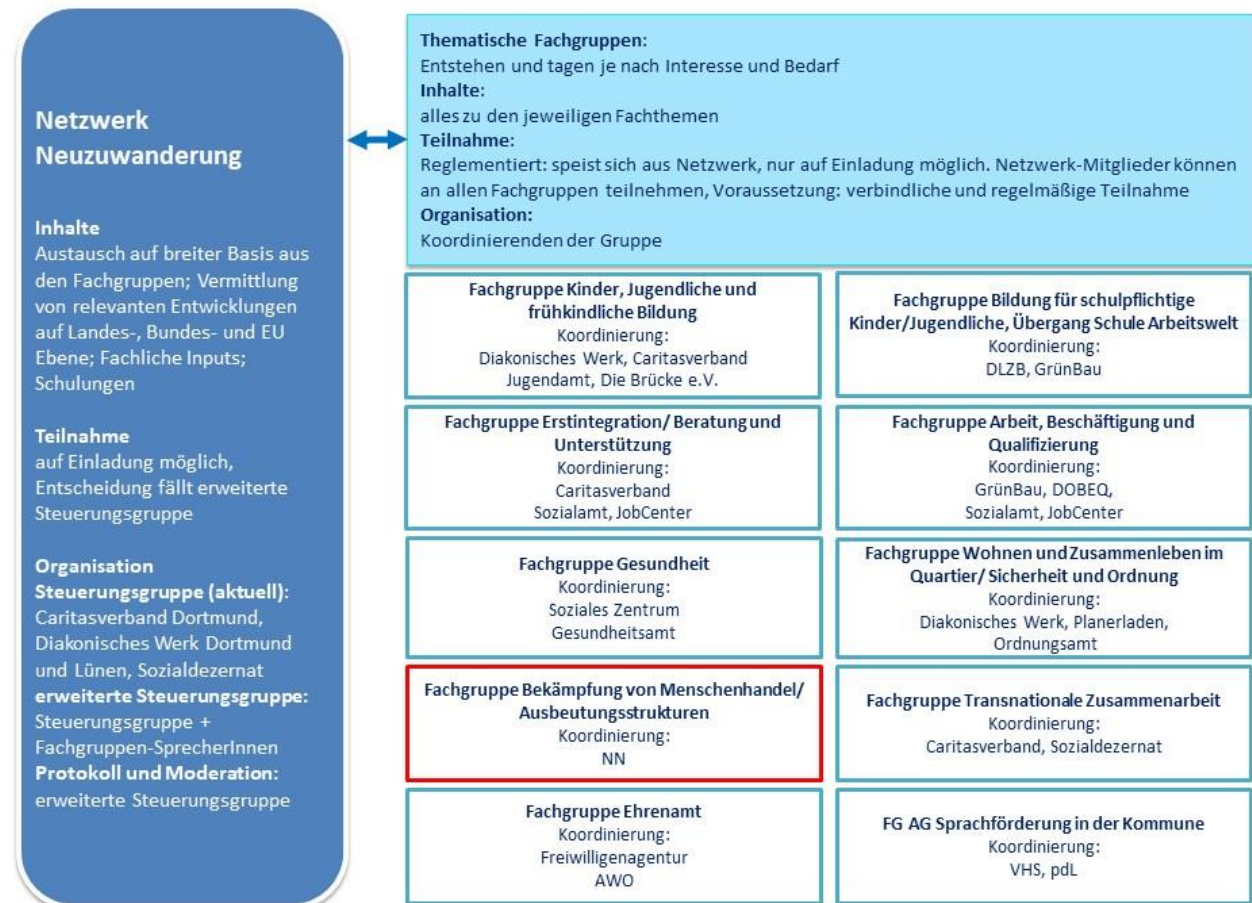 Netzwerk
Neuzuwanderung
Inhalte
Austausch auf breiter Basis aus
den Fachgruppen; Vermittlung
von relevanten Entwicklungen
auf Landes-, Bundes- und EU
Ebene; Fachliche Inputs;
Schulungen
Teilnahme
auf Einladung möglich,
Entscheidung fällt erweiterte
Steuerungsgruppe
Organisation
Steuerungsgruppe (aktuell):
Caritasverband Dortmund,
Diakonisches Werk Dortmund
und Lünen, Sozialdezernat
erweiterte Steuerungsgruppe:
Steuerungsgruppe +
Fachgruppen-SprecherInnen
Protokoll und Moderation:
erweiterte Steuerungsgruppe
Thematische Fachgruppen:
Entstehen und tagen je nach Interesse und Bedarf
Inhalte:
alles zu den jeweiligen Fachthemen
Teilnahme:
Reglementiert: speist sich aus Netzwerk, nur auf Einladung möglich. Netzwerk-Mitglieder können
an allen Fachgruppen teilnehmen, Voraussetzung: verbindliche und regelmäßige Teilnahme
Organisation:
Koordinierenden der Gruppe
Fachgruppe Kinder, Jugendliche und
frühkindliche Bildung
Koordinierung:
Diakonisches Werk, Caritasverband
Jugendamt, Die Brücke e.V.
Fachgruppe Bildung für schulpflichtige
Kinder/Jugendliche, Übergang Schule Arbeitswelt
Koordinierung:
DLZB, GrünBau
Fachgruppe Erstintegration/ Beratung und
Unterstützung
Koordinierung:
Caritasverband
Sozialamt, JobCenter
Fachgruppe Arbeit, Beschäftigung und
Qualifizierung
Koordinierung:
GrünBau, DOBEQ,
Sozialamt, JobCenter
Fachgruppe Gesundheit
Koordinierung:
Soziales Zentrum
Gesundheitsamt
Fachgruppe Wohnen und Zusammenleben im
Quartier/ Sicherheit und Ordnung
Koordinierung:
Diakonisches Werk, Planerladen,
Ordnungsamt
Fachgruppe Bekämpfung von Menschenhandel/
Ausbeutungsstrukturen
Koordinierung:
NN
Fachgruppe Transnationale Zusammenarbeit
Koordinierung:
Caritasverband, Sozialdezernat
Fachgruppe Ehrenamt
Koordinierung:
Freiwilligenagentur
AWO
FG AG Sprachförderung in der Kommune
Koordinierung:
VHS, pdL